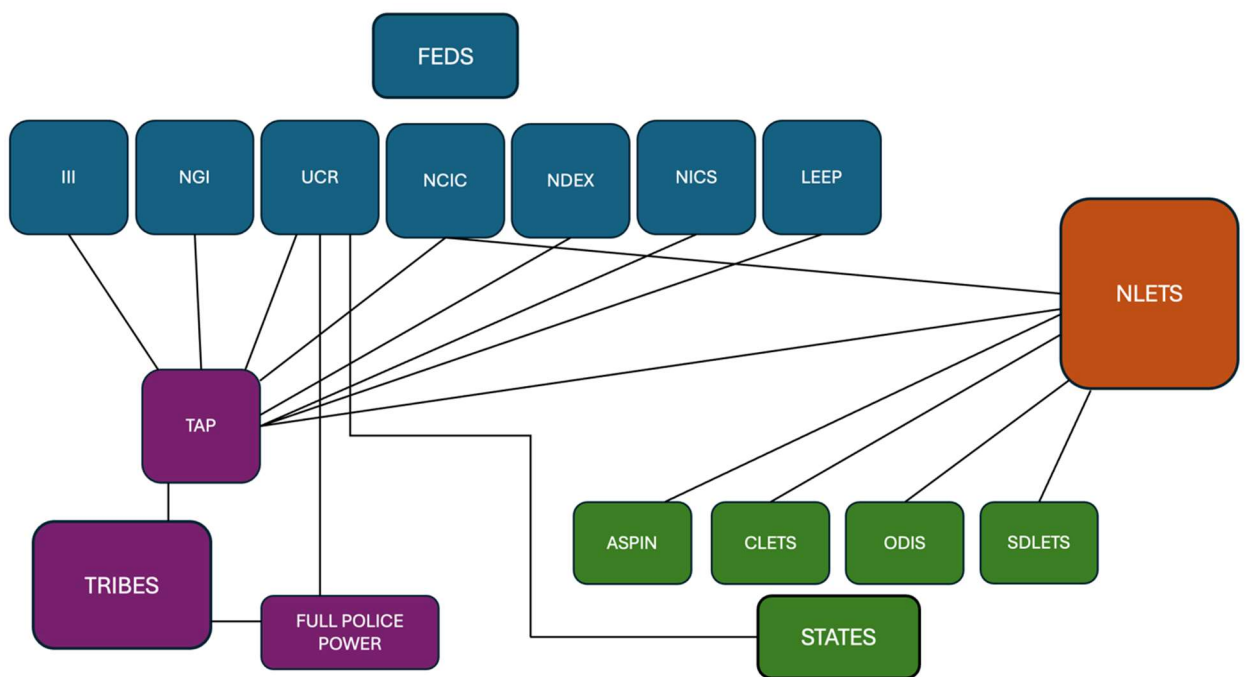 FEDS
III
NGI
UCR
NCIC
NDEX
NICS
LEEP
NLETS
TAP
ASPIN
CLETS
ODIS
SDLETS
TRIBES
FULL POLICE
POWER
STATES